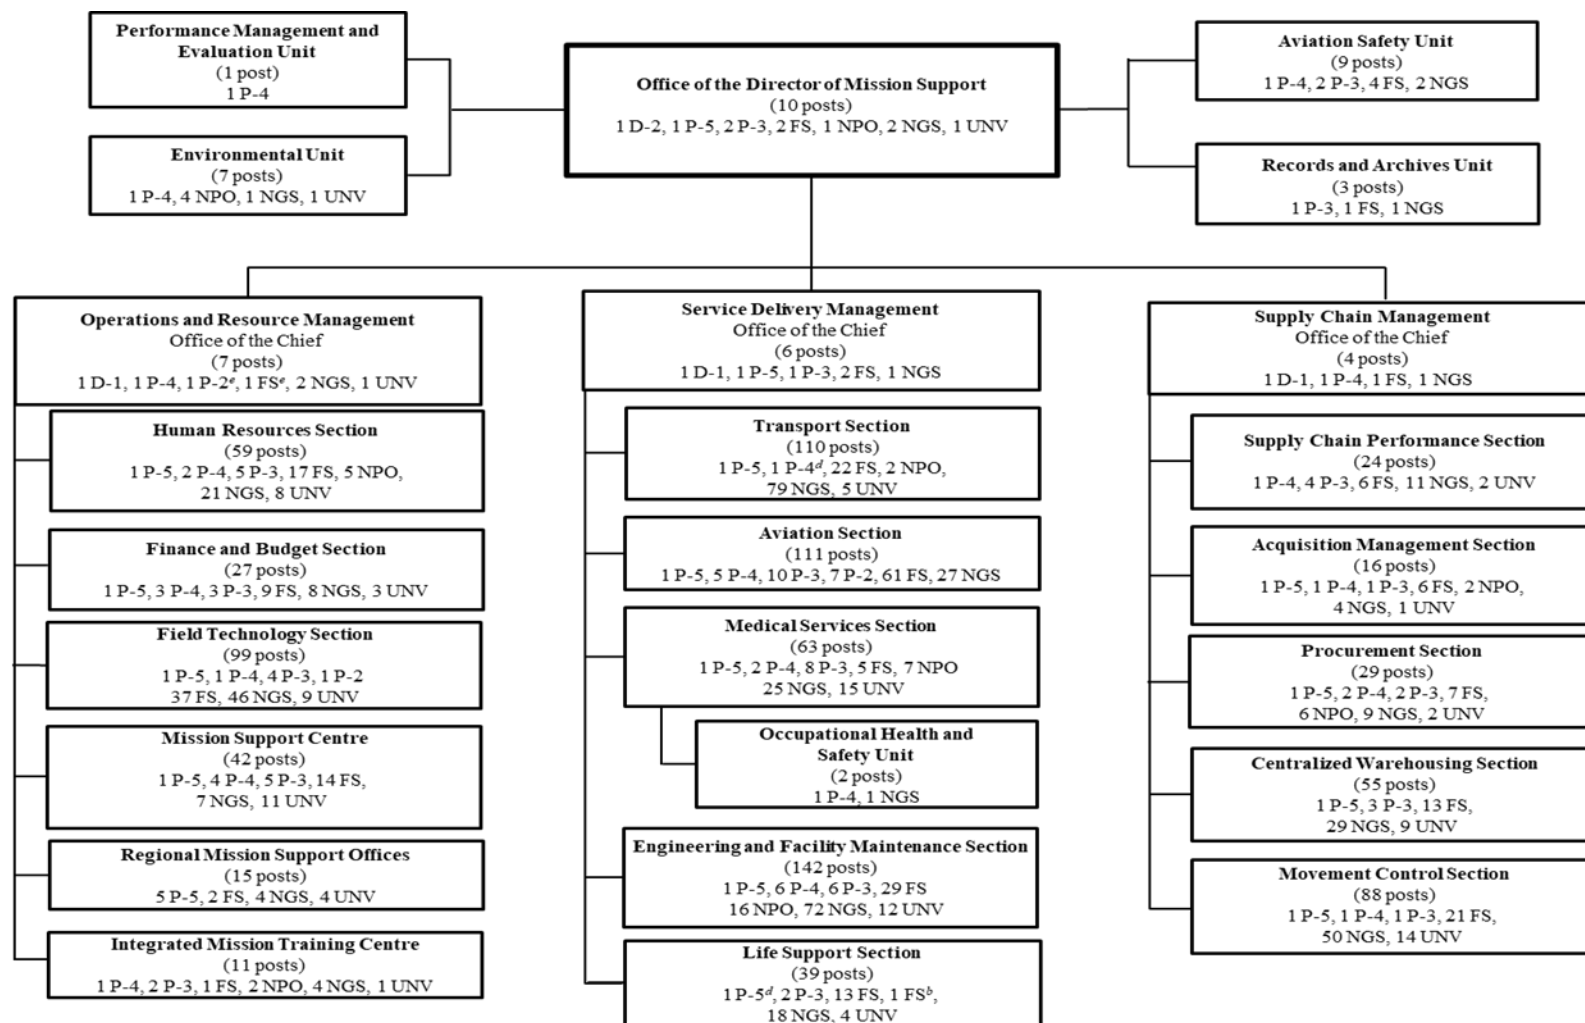 Performance Management and
Evaluation Unit
(1 post)
1 P-4
Environmental Unit
(7 posts)
1 P-4, 4 NPO, 1 NGS, 1 UNV
Office of the Director of Mission Support
(10 posts)
1 D-2, 1 P-5, 2 P-3, 2 FS, 1 NPO, 2 NGS, 1 UNV
Aviation Safety Unit
(9 posts)
1 P-4, 2 P-3, 4 FS, 2 NGS
Records and Archives Unit
(3 posts)
1 P-3, 1 FS, 1 NGS
Operations and Resource Management
Office of the Chief
(7 posts)
1 D-1, 1 P-4, 1 P-2e, 1 FSe, 2 NGS, 1 UNV
Human Resources Section
(59 posts)
1 P-5, 2 P-4, 5 P-3, 17 FS, 5 NPO,
21 NGS, 8 UNV
Finance and Budget Section
(27 posts)
1 P-5, 3 P-4, 3 P-3, 9 FS, 8 NGS, 3 UNV
Field Technology Section
(99 posts)
1 P-5, 1 P-4, 4 P-3, 1 P-2
37 FS, 46 NGS, 9 UNV
Mission Support Centre
(42 posts)
1 P-5, 4 P-4, 5 P-3, 14 FS,
7 NGS, 11 UNV
Regional Mission Support Offices
(15 posts)
5 P-5, 2 FS, 4 NGS, 4 UNV
Integrated Mission Training Centre
(11 posts)
1 P-4, 2 P-3, 1 FS, 2 NPO, 4 NGS, 1 UNV
Service Delivery Management
Office of the Chief
(6 posts)
1 D-1, 1 P-5, 1 P-3, 2 FS, 1 NGS
Transport Section
(110 posts)
1 P-5, 1 P-4d, 22 FS, 2 NPO,
79 NGS, 5 UNV
Aviation Section
(111 posts)
1 P-5, 5 P-4, 10 P-3, 7 P-2, 61 FS, 27 NGS
Medical Services Section
(63 posts)
1 P-5, 2 P-4, 8 P-3, 5 FS, 7 NPO
25 NGS, 15 UNV
Occupational Health and
Safety Unit
(2 posts)
1 P-4, 1 NGS
Engineering and Facility Maintenance Section
(142 posts)
1 P-5, 6 P-4, 6 P-3, 29 FS
16 NPO, 72 NGS, 12 UNV
Life Support Section
(39 posts)
1 P-5d, 2 P-3, 13 FS, 1 FSb,
18 NGS, 4 UNV
Supply Chain Management
Office of the Chief
(4 posts)
1 D-1, 1 P-4, 1 FS, 1 NGS
Supply Chain Performance Section
(24 posts)
1 P-4, 4 P-3, 6 FS, 11 NGS, 2 UNV
Acquisition Management Section
(16 posts)
1 P-5, 1 P-4, 1 P-3, 6 FS, 2 NPO,
4 NGS, 1 UNV
Procurement Section
(29 posts)
1 P-5, 2 P-4, 2 P-3, 7 FS,
6 NPO, 9 NGS, 2 UNV
Centralized Warehousing Section
(55 posts)
1 P-5, 3 P-3, 13 FS,
29 NGS, 9 UNV
Movement Control Section
(88 posts)
1 P-5, 1 P-4, 1 P-3, 21 FS,
50 NGS, 14 UNV